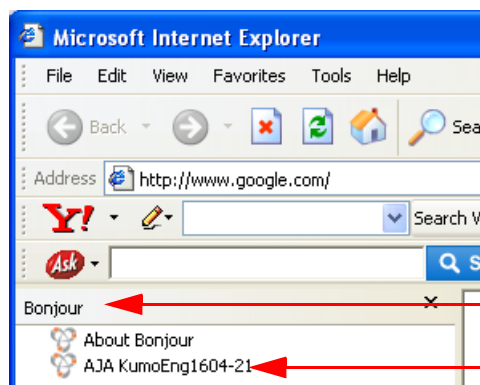 Microsoft Internet Explorer
File Edit View Favorites Tools Help
Back Sea
Address http://www.google.com/
Y! Search W
Ask S
Bonjour
About Bonjour
AJA KumoEng1604-21